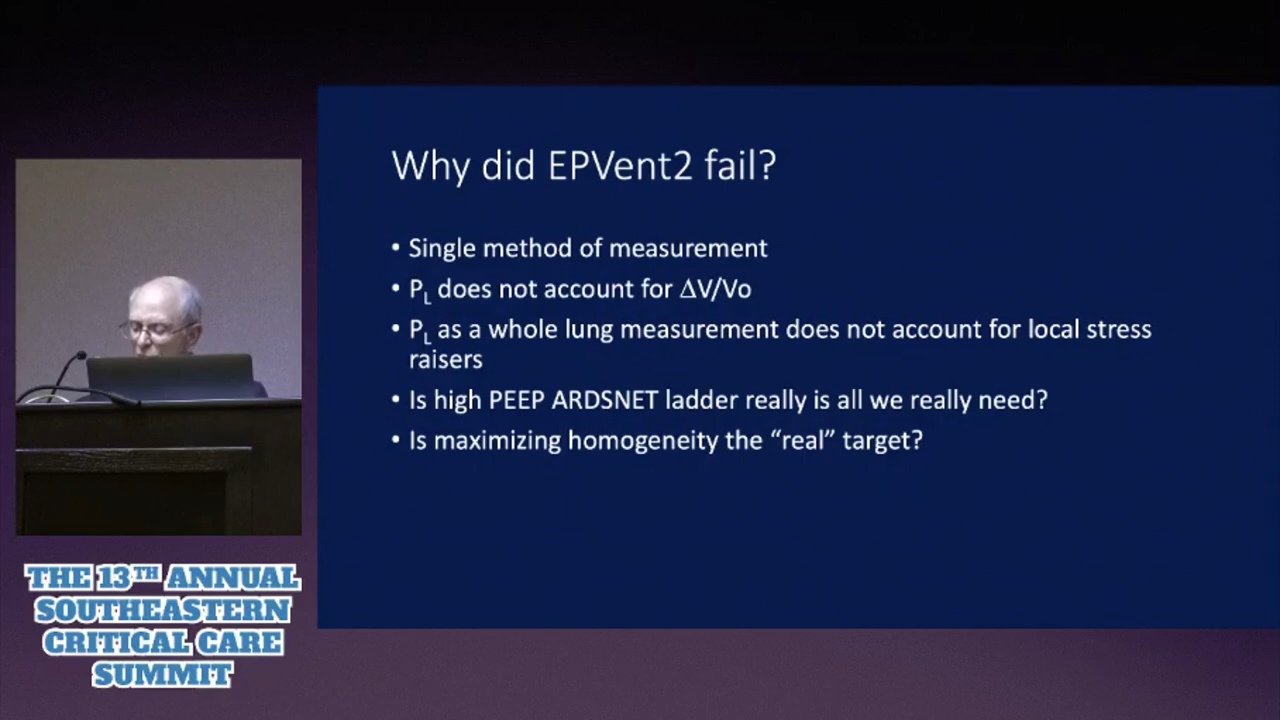 Why did EPVent2 fail?
• Single method of measurement
• PL does not account for ΔV/Vo
• PL as a whole lung measurement does not account for local stress
raisers
• Is high PEEP ARDSNET ladder really is all we really need?
• Is maximizing homogeneity the “real” target?
THE 13TH ANNUAL
SOUTHEASTERN
CRITICAL CARE
SUMMIT